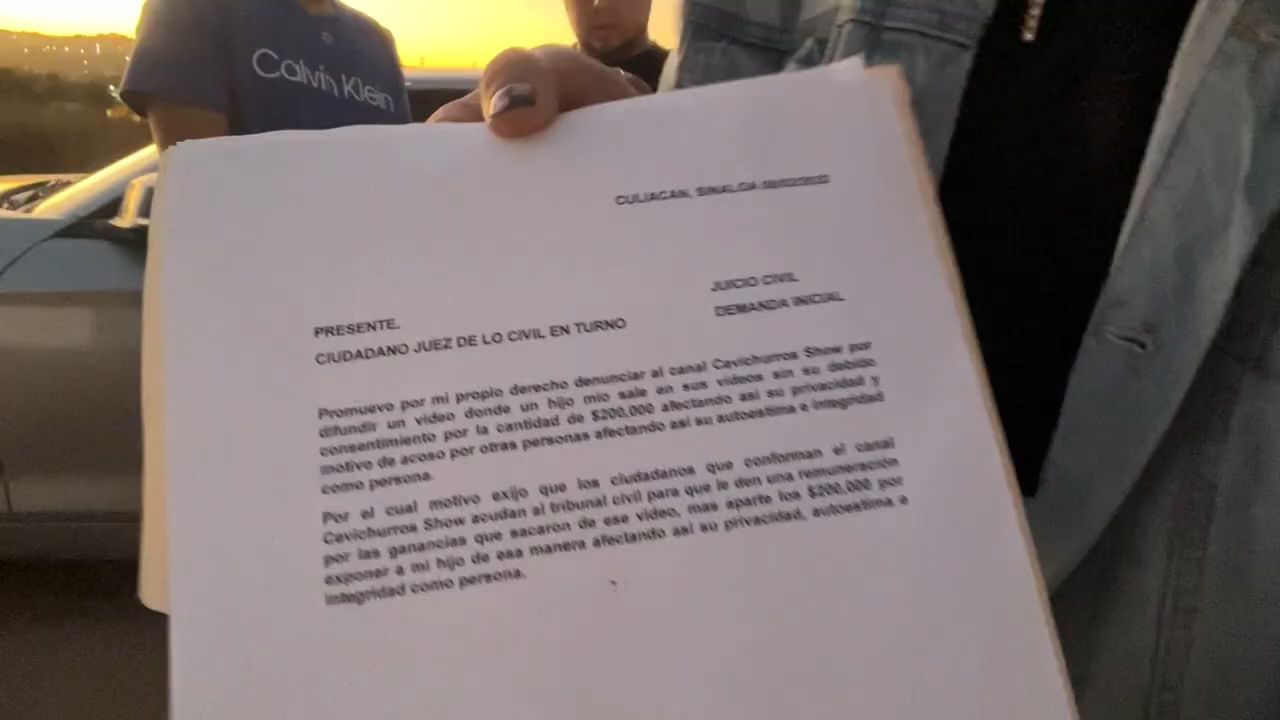 Calvin Klein
CULIACAN, SINALOA
JUICIO CIVIL
DEMANDA INICIAL
PRESENTE.
CIUDADANO JUEZ DE LO CIVIL EN TURNO
Promuevo por mi propio derecho denunciar al canal Cevichurros Show por
difundir un video donde un hijo mio sale en sus videos sin su debido
consentimiento por la cantidad de $200,000 afectando asi su privacidad y
motivo de acoso por otras personas afectando asi su autoestima e integridad
como persona.
Por el cual motivo exijo que los ciudadanos que conforman el canal
Cevichurros Show acudan al tribunal civil para que le den una remuneración
por las ganancias que sacaron de ese video, mas aparte los $200,000 por
exponer a mi hijo de esa manera afectando asi su privacidad, autoestima e
integridad como persona.